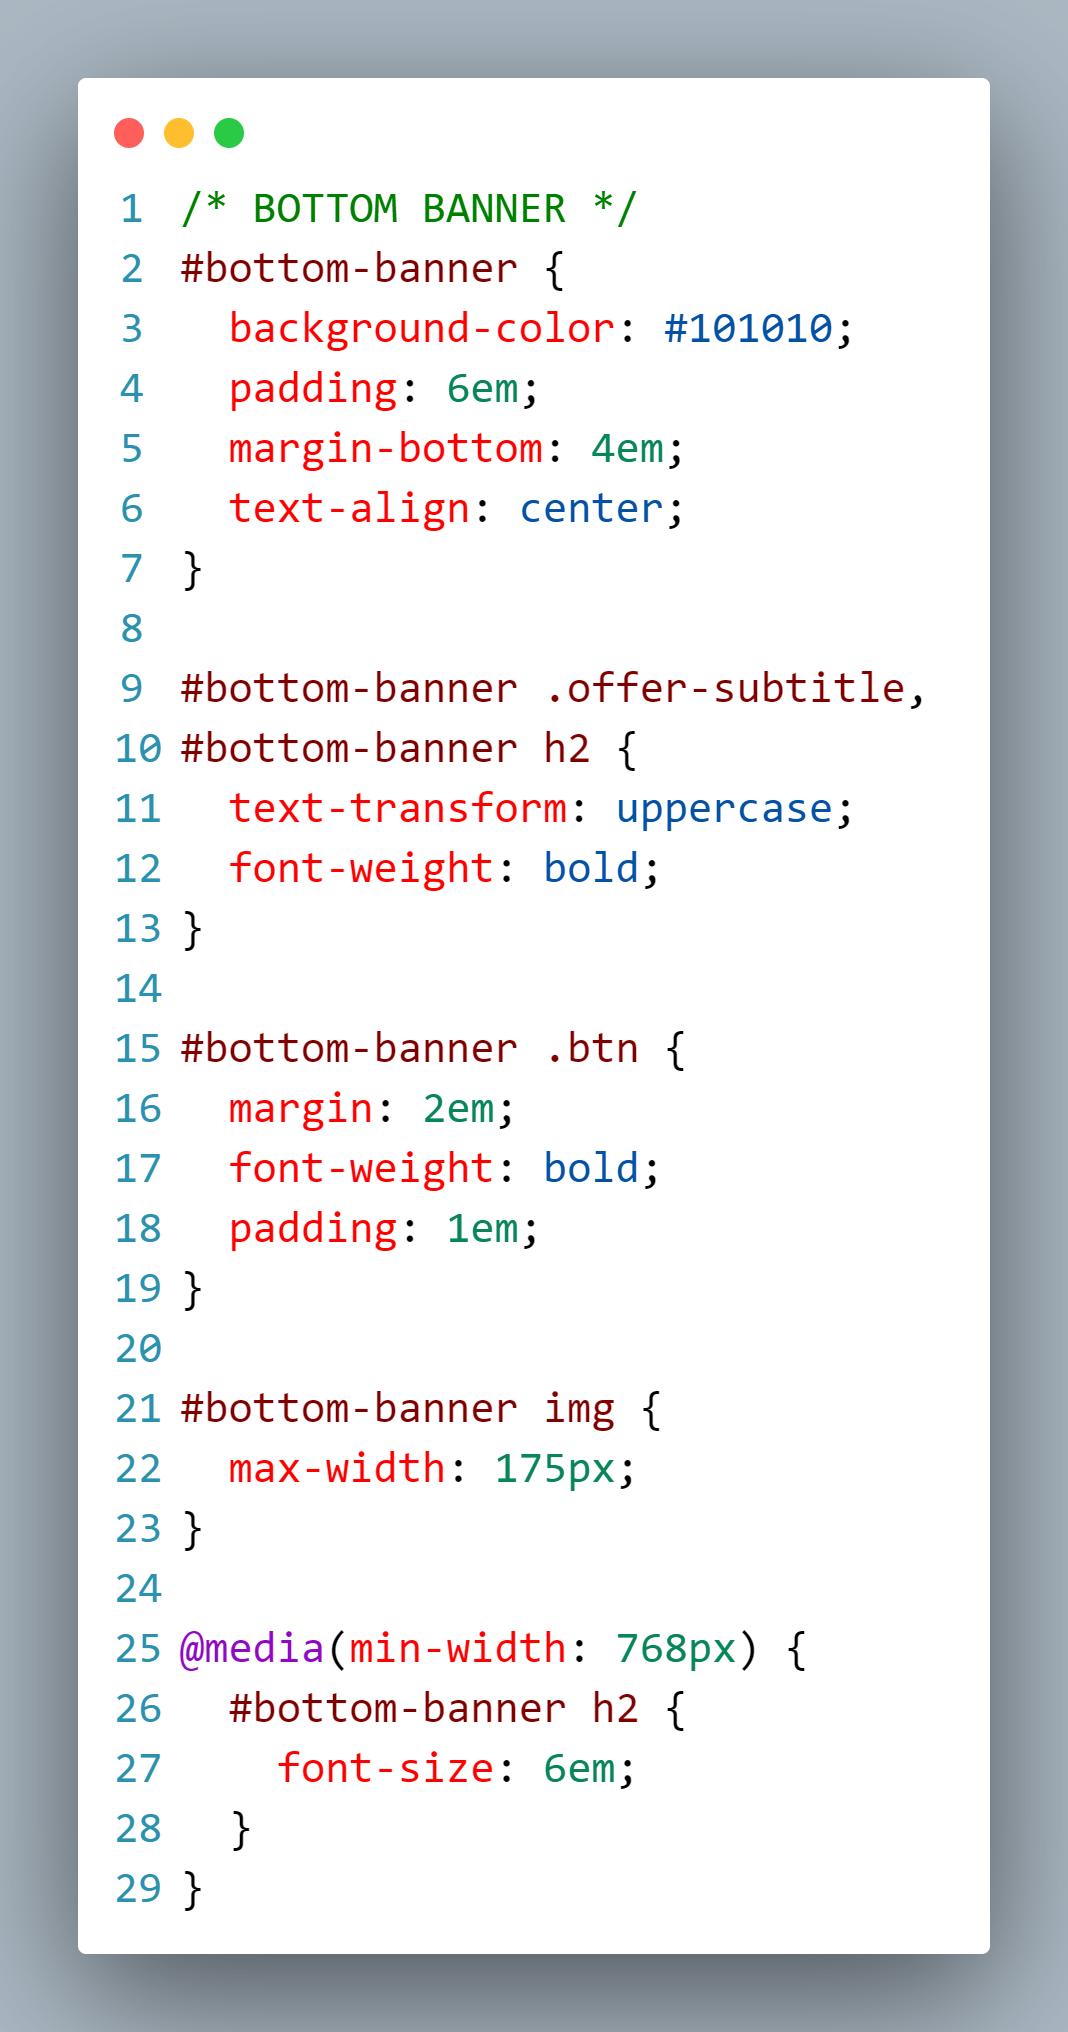 1 /* BOTTOM BANNER */
2 #bottom-banner {
3   background-color: #101010;
4   padding: 6em;
5   margin-bottom: 4em;
6   text-align: center;
7 }
8
9 #bottom-banner .offer-subtitle,
10 #bottom-banner h2 {
11   text-transform: uppercase;
12   font-weight: bold;
13 }
14
15 #bottom-banner .btn {
16   margin: 2em;
17   font-weight: bold;
18   padding: 1em;
19 }
20
21 #bottom-banner img {
22   max-width: 175px;
23 }
24
25 @media(min-width: 768px) {
26   #bottom-banner h2 {
27     font-size: 6em;
28   }
29 }